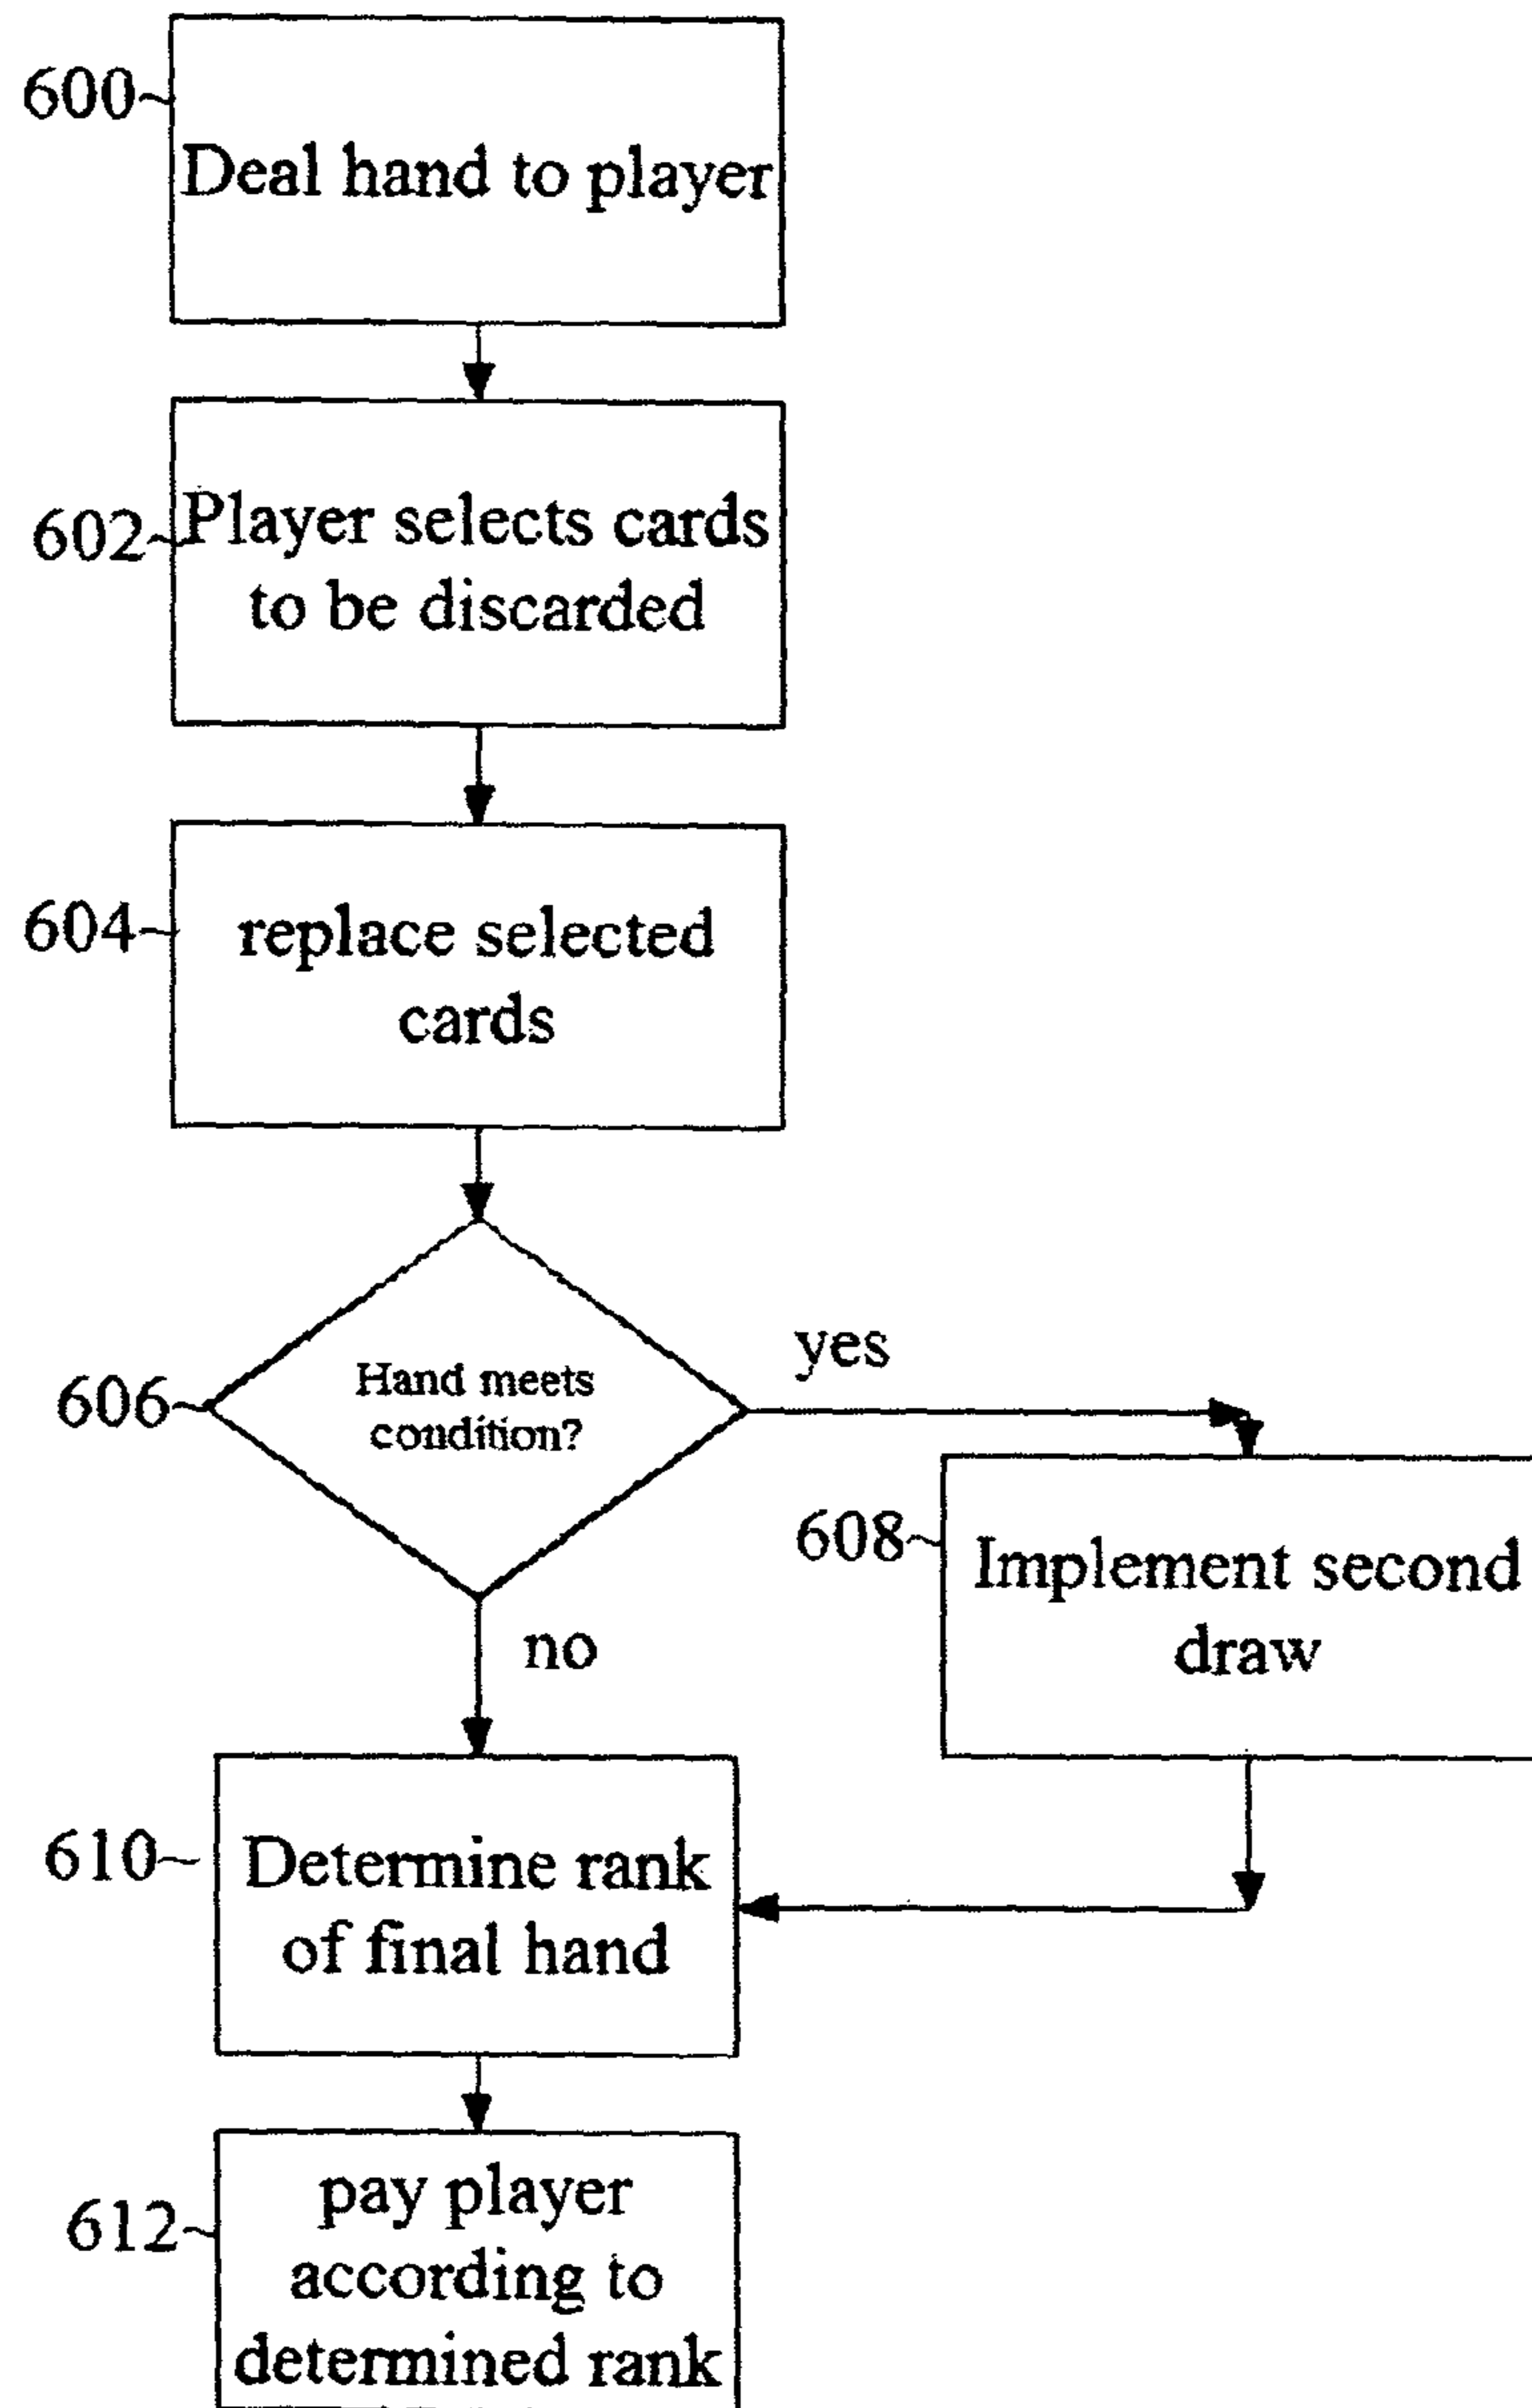 600
Deal hand to player
602
Player selects cards
to be discarded
604
replace selected
cards
606
Hand meets
condition?
yes
608
Implement second
draw
no
610
Determine rank
of final hand
612
pay player
according to
determined rank